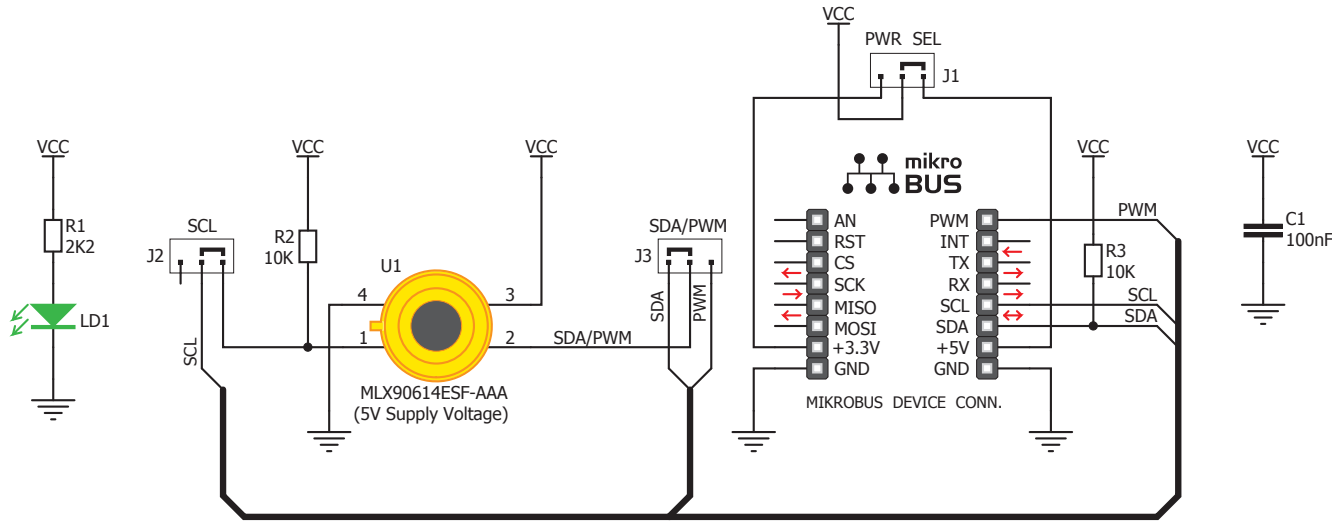 VCC
PWR SEL
J1
VCC
VCC
VCC
VCC
VCC
mikro
BUS
R1
2K2
LD1
J2
SCL
SCL
R2
10K
U1
4
3
1
2
SDA/PWM
MLX90614ESF-AAA
(5V Supply Voltage)
SDA/PWM
J3
SDA
PWM
AN
RST
CS
SCK
MISO
MOSI
+3.3V
GND
PWM
INT
TX
RX
SCL
SDA
+5V
GND
MIKROBUS DEVICE CONN.
PWM
R3
10K
SCL
SDA
C1
100nF